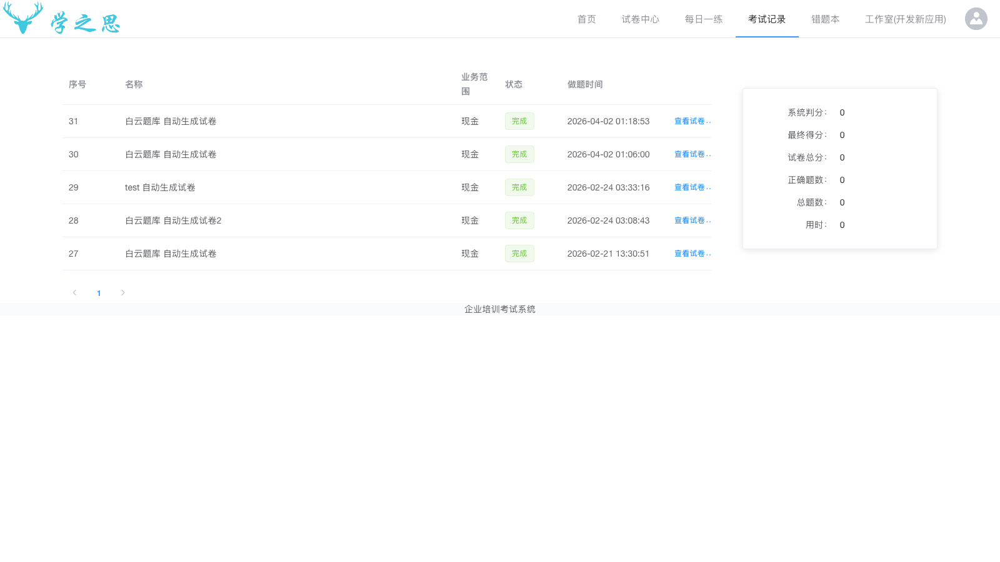 学之思
首页 试卷中心 每日一练 考试记录 错题本 工作室(开发新应用)
序号 名称 业务范围 状态 做题时间
31 白云题库 自动生成试卷 现金 完成 2026-04-02 01:18:53 查看试卷..
30 白云题库 自动生成试卷 现金 完成 2026-04-02 01:06:00 查看试卷..
29 test 自动生成试卷 现金 完成 2026-02-24 03:33:16 查看试卷..
28 白云题库 自动生成试卷2 现金 完成 2026-02-24 03:08:43 查看试卷..
27 白云题库 自动生成试卷 现金 完成 2026-02-21 13:30:51 查看试卷..
1
系统判分： 0
最终得分： 0
试卷总分： 0
正确题数： 0
总题数： 0
用时： 0
企业培训考试系统